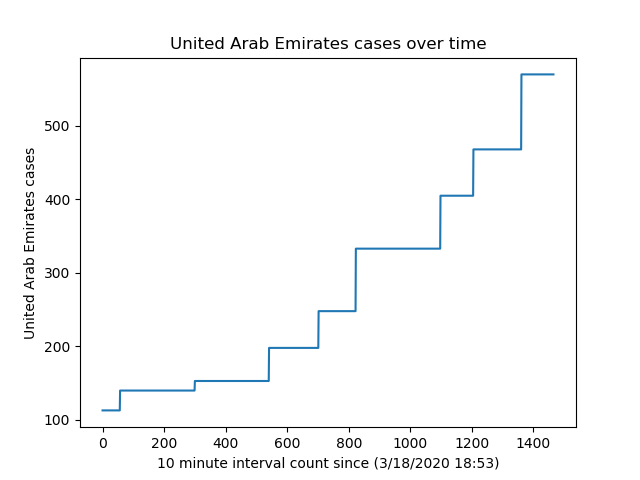 United Arab Emirates cases over time
United Arab Emirates cases
500
400
300
200
100
0 200 400 600 800 1000 1200 1400
10 minute interval count since (3/18/2020 18:53)